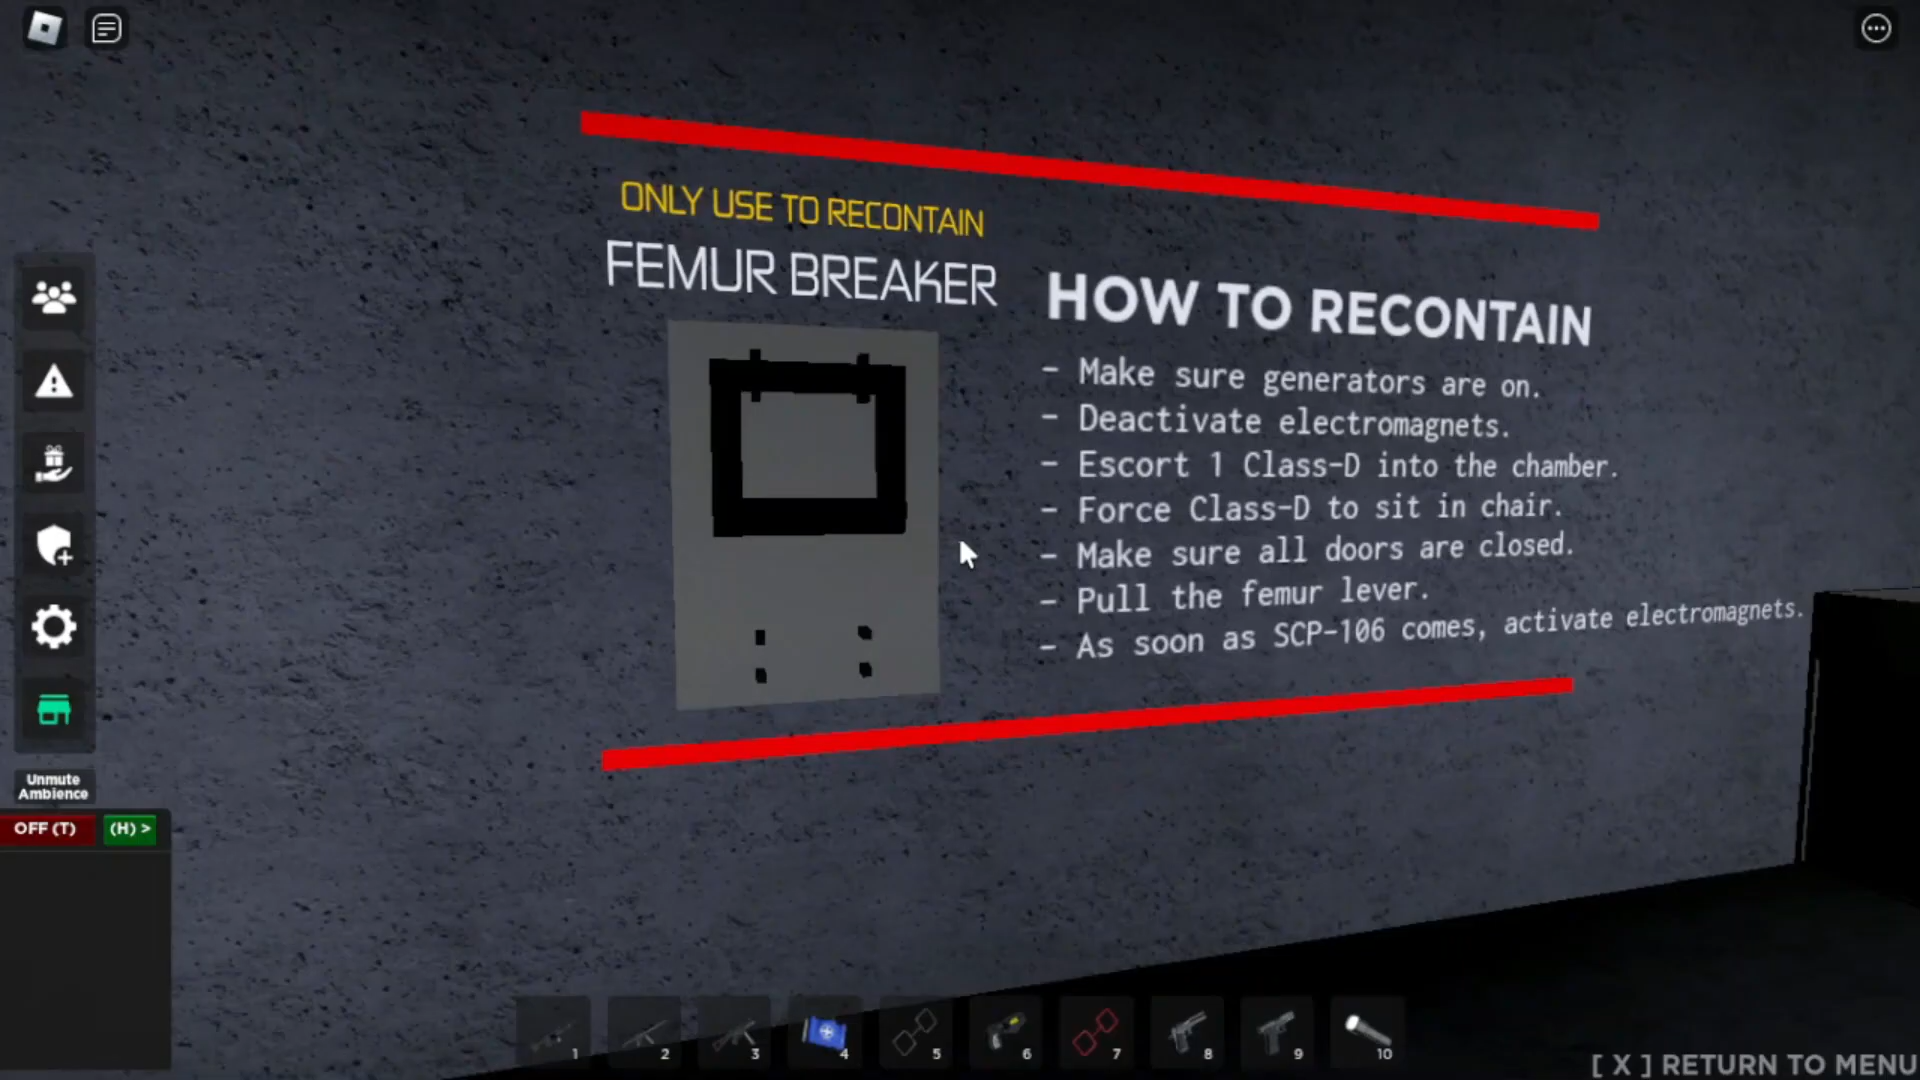 ONLY USE TO RECONTAIN
FEMUR BREAKER
HOW TO RECONTAIN
- Make sure generators are on.
- Deactivate electromagnets.
- Escort 1 Class-D into the chamber.
- Force Class-D to sit in chair.
- Make sure all doors are closed.
- Pull the femur lever.
- As soon as SCP-106 comes, activate electromagnets.
Unmute
Ambience
OFF (T)
(H) >
1
2
3
4
5
6
7
8
9
10
[ X ] RETURN TO MENU